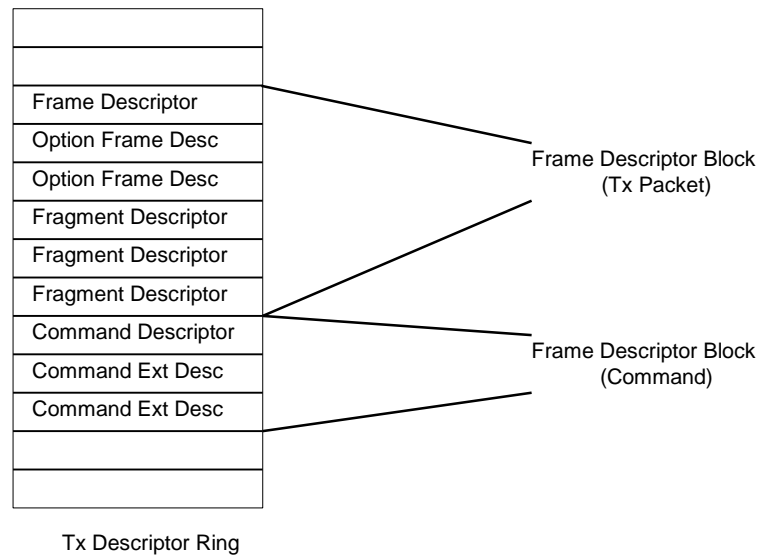 Frame Descriptor
Option Frame Desc
Option Frame Desc
Fragment Descriptor
Fragment Descriptor
Fragment Descriptor
Command Descriptor
Command Ext Desc
Command Ext Desc
Frame Descriptor Block
(Tx Packet)
Frame Descriptor Block
(Command)
Tx Descriptor Ring